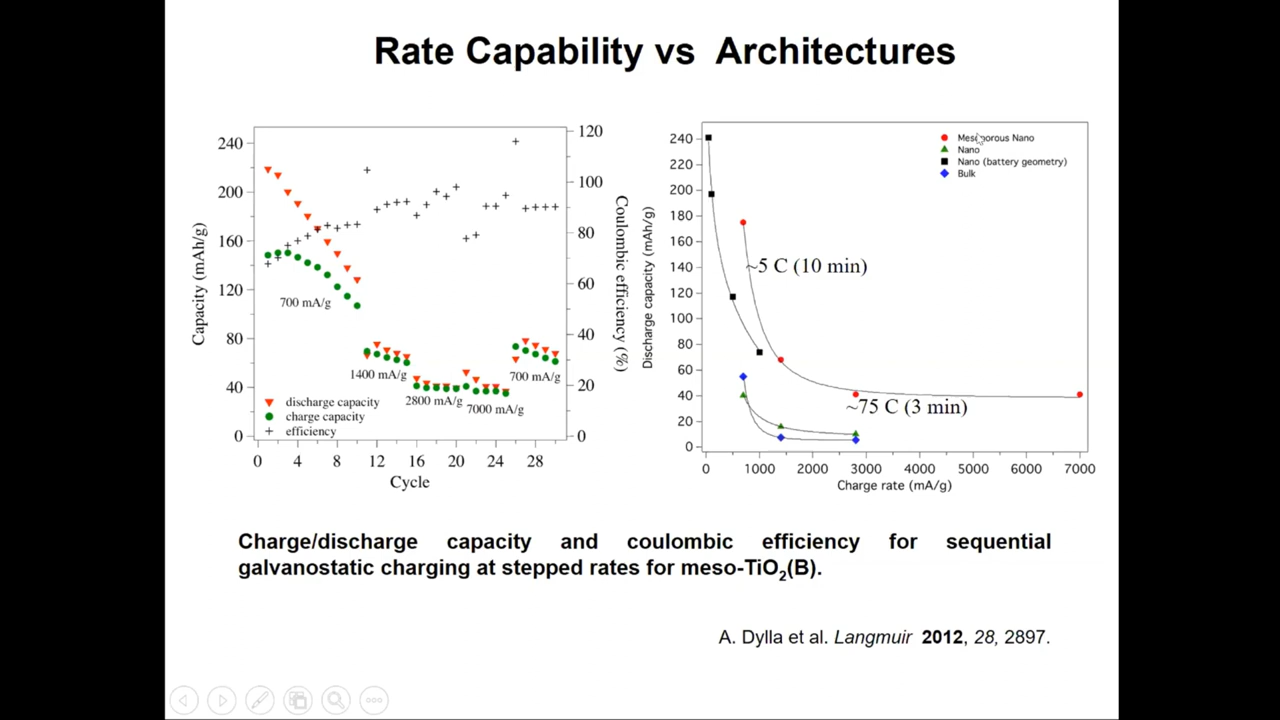 Rate Capability vs Architectures
240
200
160
120
80
40
0
Capacity (mAh/g)
120
100
80
60
40
20
0
Coulombic efficiency (%)
700 mA/g
1400 mA/g
2800 mA/g
7000 mA/g
700 mA/g
discharge capacity
charge capacity
efficiency
0 4 8 12 16 20 24 28
Cycle
240
220
200
180
160
140
120
100
80
60
40
20
0
Discharge capacity (mAh/g)
Mesoporous Nano
Nano
Nano (battery geometry)
Bulk
~5 C (10 min)
~75 C (3 min)
0 1000 2000 3000 4000 5000 6000 7000
Charge rate (mA/g)
Charge/discharge capacity and coulombic efficiency for sequential
galvanostatic charging at stepped rates for meso-TiO₂(B).
A. Dylla et al. Langmuir 2012, 28, 2897.